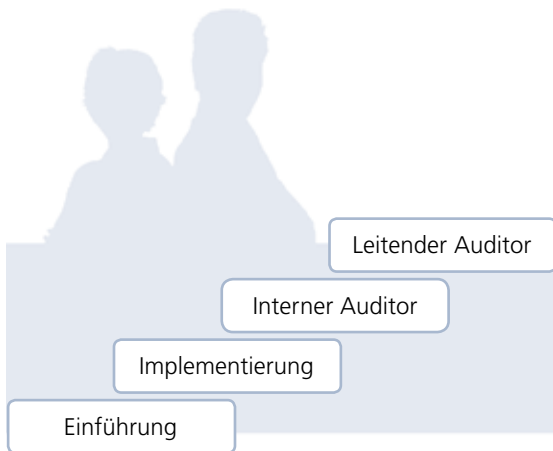 Leitender Auditor
Interner Auditor
Implementierung
Einführung